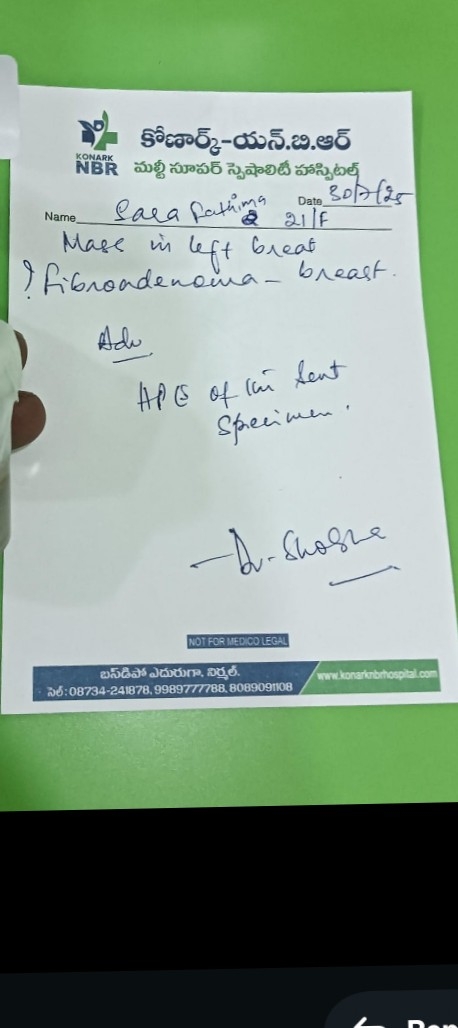 కోణార్క్-యన్.బి.ఆర్
KONARK
NBR
మల్టీ సూపర్ స్పెషాలిటీ హాస్పిటల్
Date 30/7/25
Name Sara Fathima 21/F
Mass in left breast
? Fibroadenoma - breast.
Adv
HPE of the sent
Specimen.
- Dr. Shobha
NOT FOR MEDICO LEGAL
బస్‌డిపో ఎదురుగా, నిర్మల్.
సెల్ : 08734-241878, 9989777788, 8089091108
www.konarknbrhospital.com